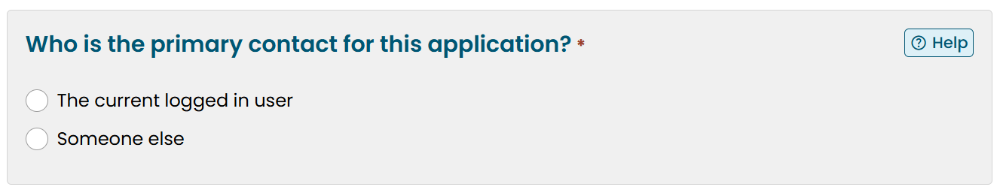 Who is the primary contact for this application? *
Help
The current logged in user
Someone else